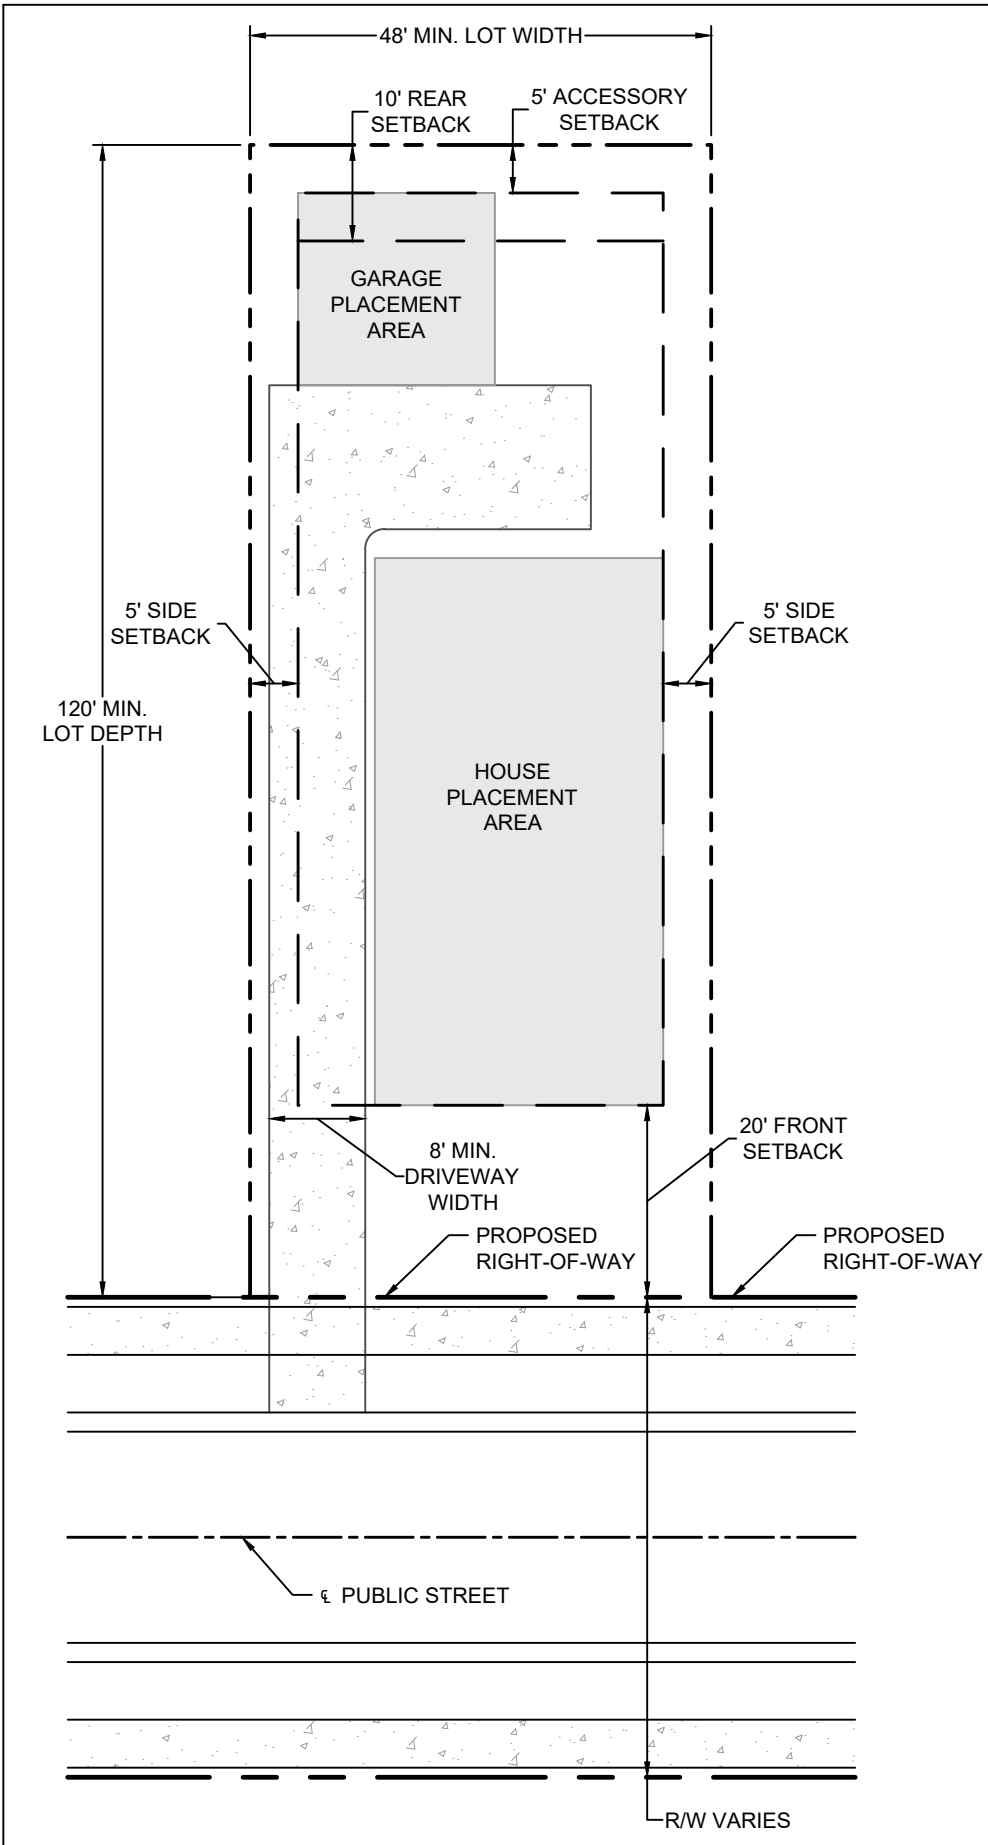 48' MIN. LOT WIDTH
10' REAR
SETBACK
5' ACCESSORY
SETBACK
GARAGE
PLACEMENT
AREA
5' SIDE
SETBACK
5' SIDE
SETBACK
120' MIN.
LOT DEPTH
HOUSE
PLACEMENT
AREA
8' MIN.
DRIVEWAY
WIDTH
20' FRONT
SETBACK
PROPOSED
RIGHT-OF-WAY
PROPOSED
RIGHT-OF-WAY
℄ PUBLIC STREET
R/W VARIES